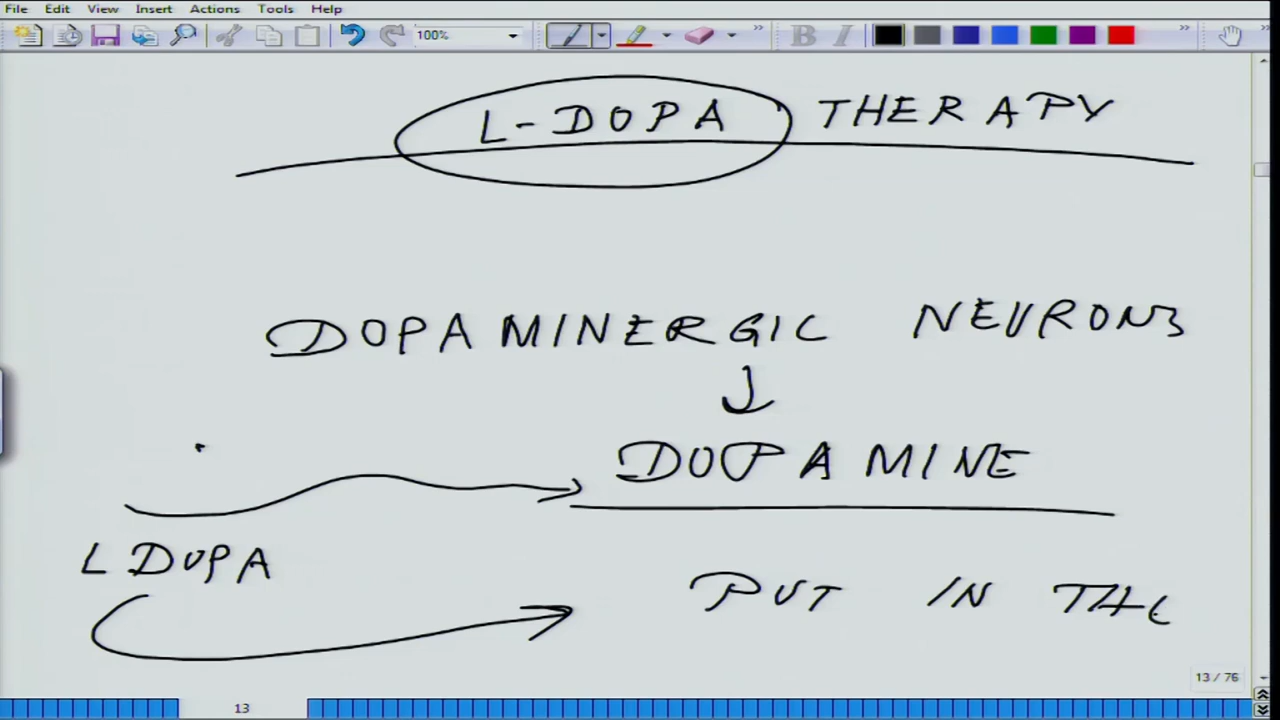 File Edit View Insert Actions Tools Help
100% B I
L-DOPA THERAPY
DOPAMINERGIC NEURONS
DOPAMINE
L DOPA
PUT IN THE
13 / 76
13